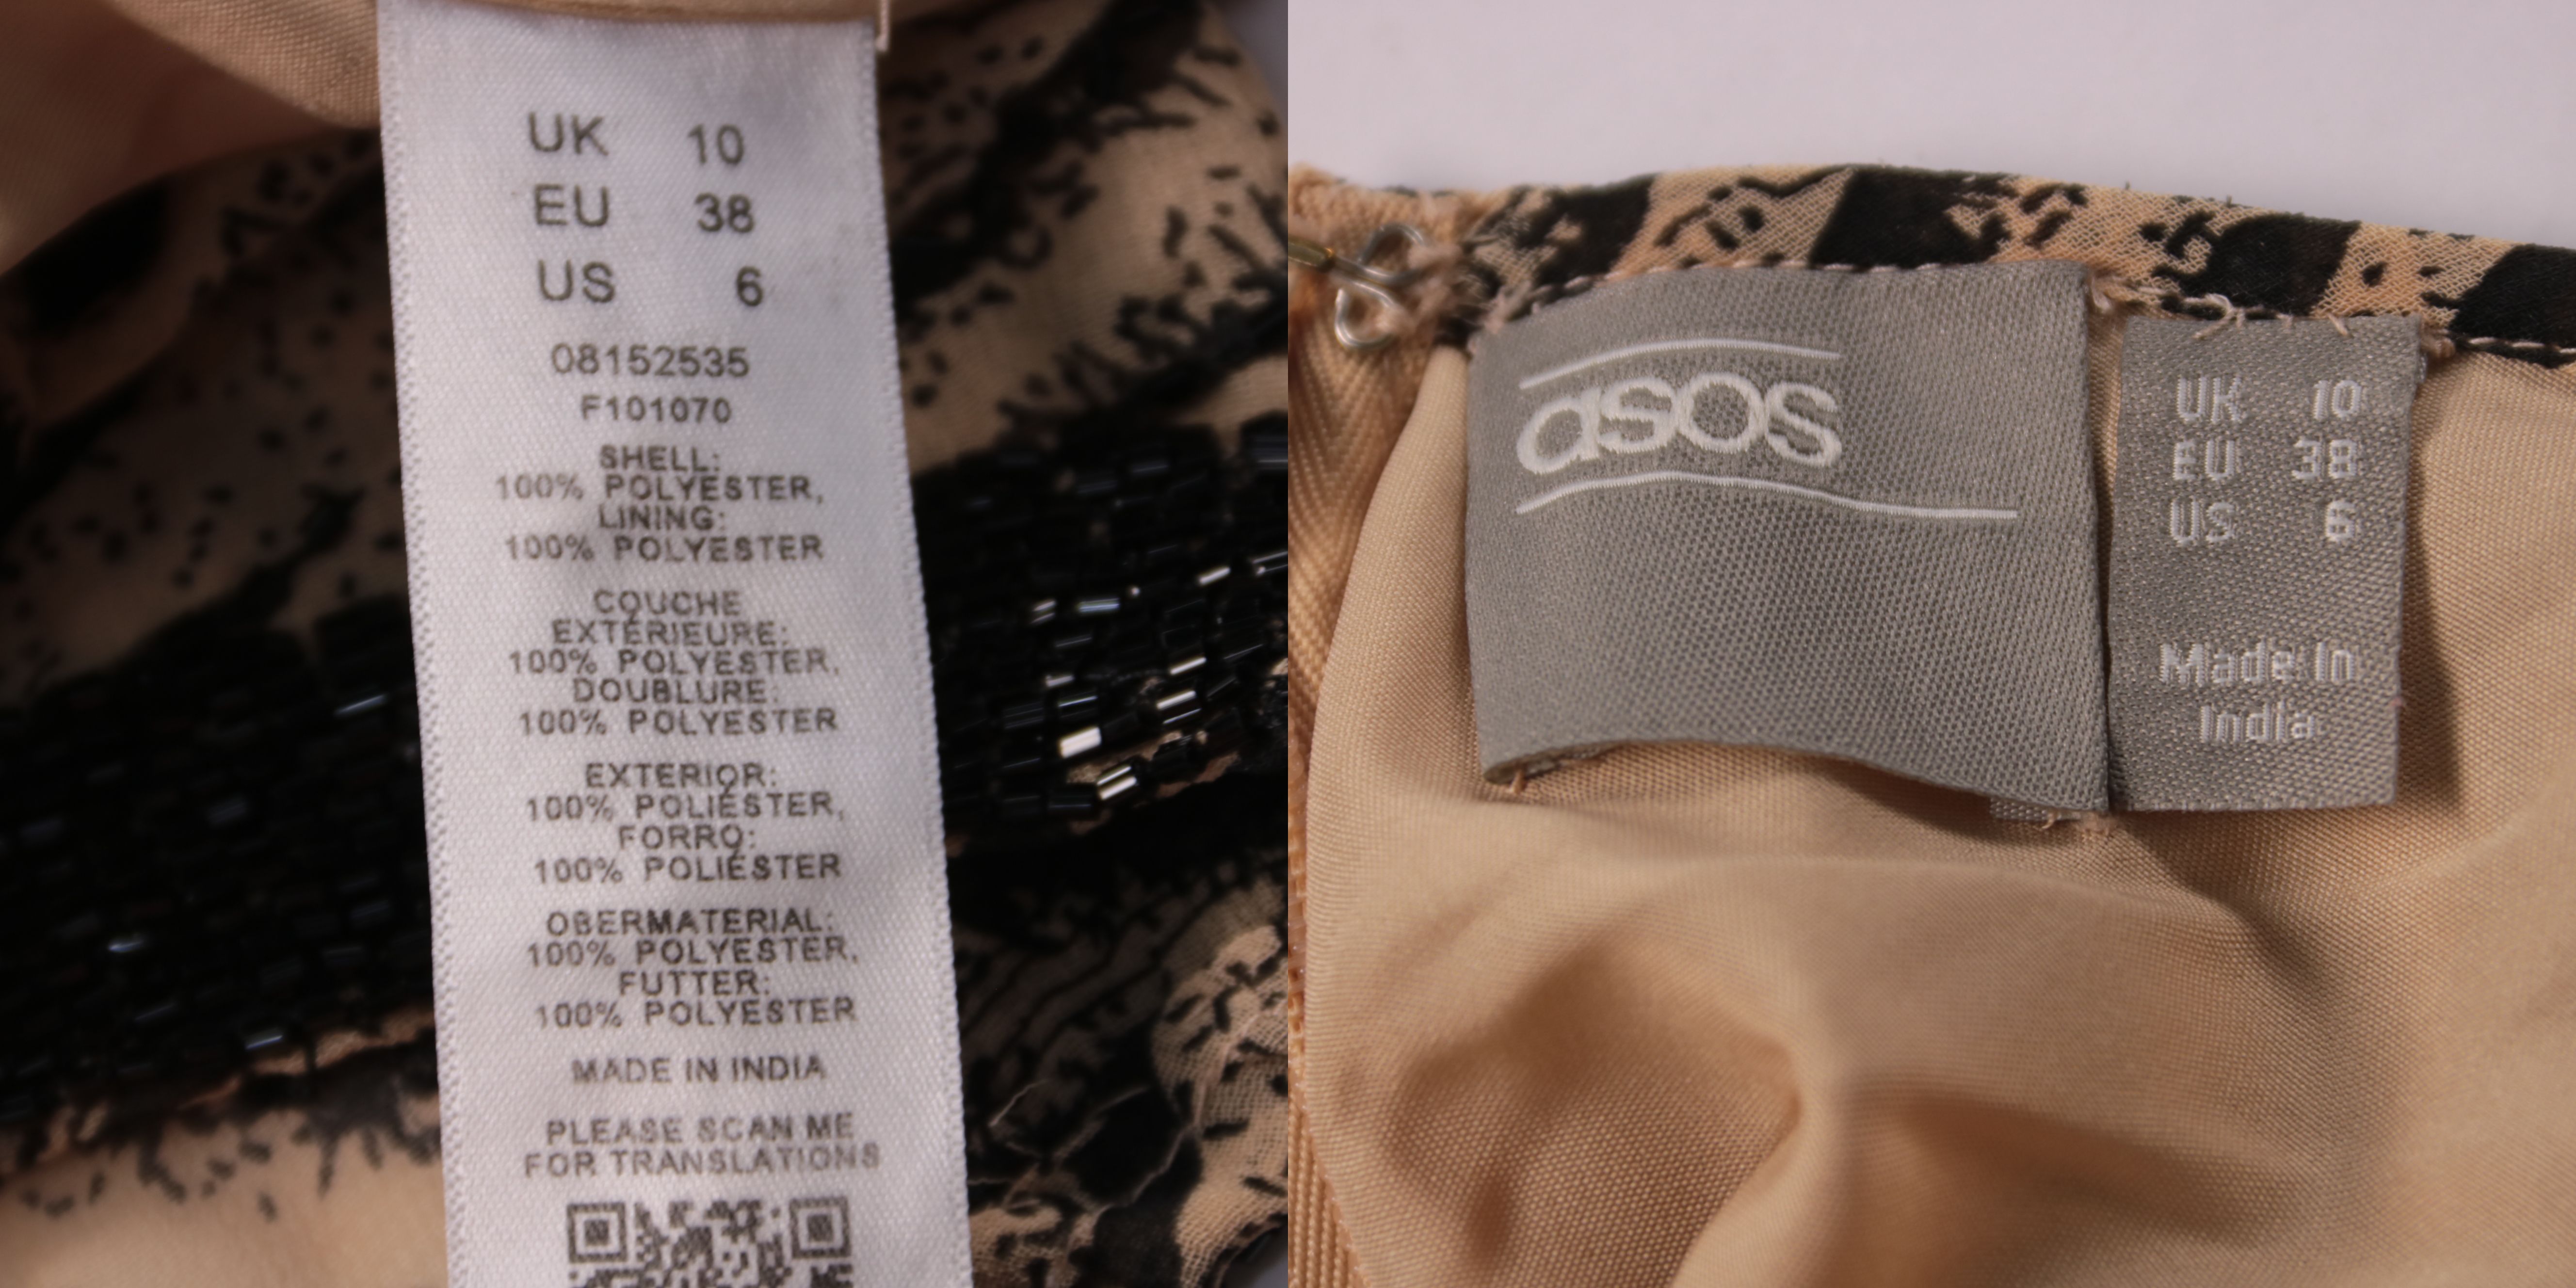 UK 10
EU 38
US 6
08152535
F101070
SHELL:
100% POLYESTER,
LINING:
100% POLYESTER
COUCHE
EXTÉRIEURE:
100% POLYESTER,
DOUBLURE:
100% POLYESTER
EXTERIOR:
100% POLIÉSTER,
FORRO:
100% POLIÉSTER
OBERMATERIAL:
100% POLYESTER,
FUTTER:
100% POLYESTER
MADE IN INDIA
PLEASE SCAN ME
FOR TRANSLATIONS
asos
UK 10
EU 38
US 6
Made In
India